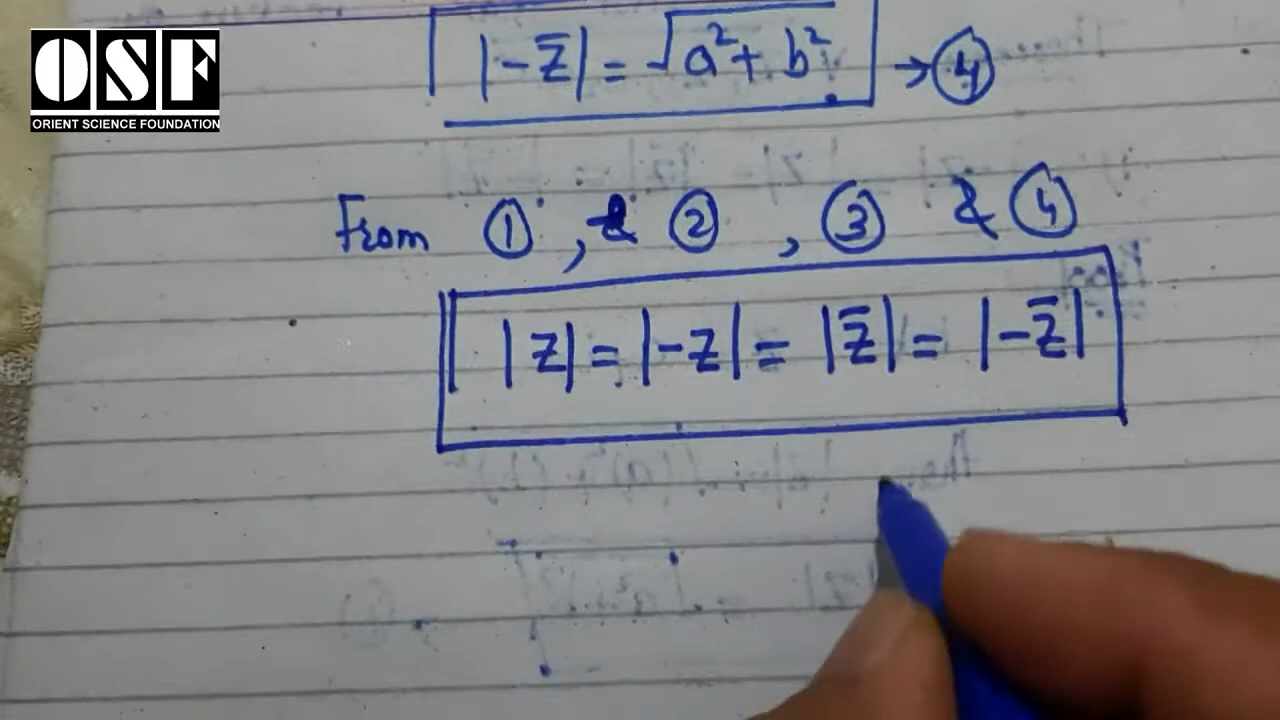 OSF
ORIENT SCIENCE FOUNDATION
|-z̄| = √a²+b² → ④
From ①, & ②, ③ & ④
|z| = |-z| = |z̄| = |-z̄|